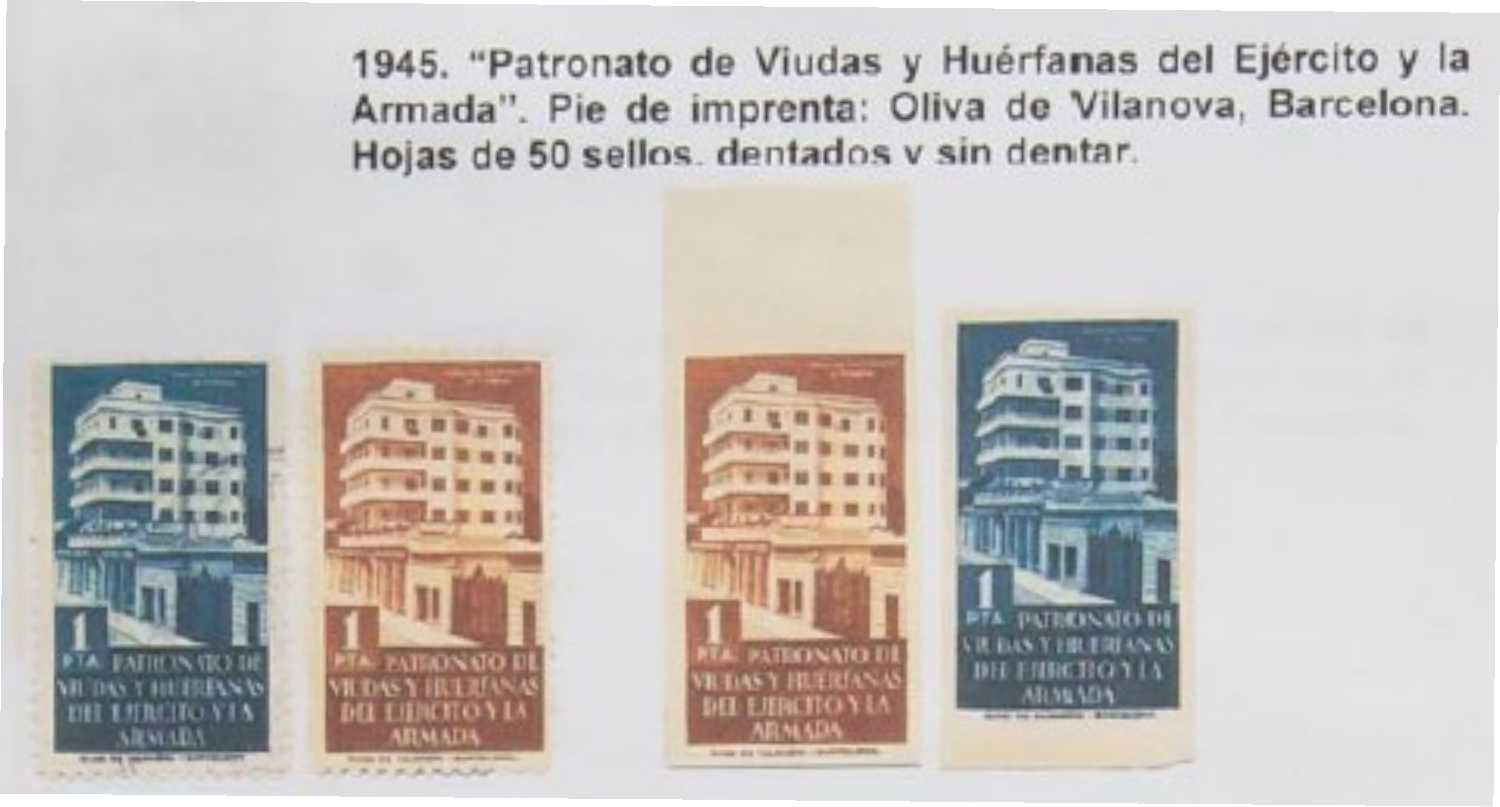 1945. “Patronato de Viudas y Huérfanas del Ejército y la
Armada”. Pie de imprenta: Oliva de Vilanova, Barcelona.
Hojas de 50 sellos. dentados y sin dentar.
1
PTA. PATRONATO DE
VIUDAS Y HUERFANAS
DEL EJERCITO Y LA
ARMADA
1
PTA. PATRONATO DE
VIUDAS Y HUERFANAS
DEL EJERCITO Y LA
ARMADA
1
PTA. PATRONATO DE
VIUDAS Y HUERFANAS
DEL EJERCITO Y LA
ARMADA
1
PTA. PATRONATO DE
VIUDAS Y HUERFANAS
DEL EJERCITO Y LA
ARMADA